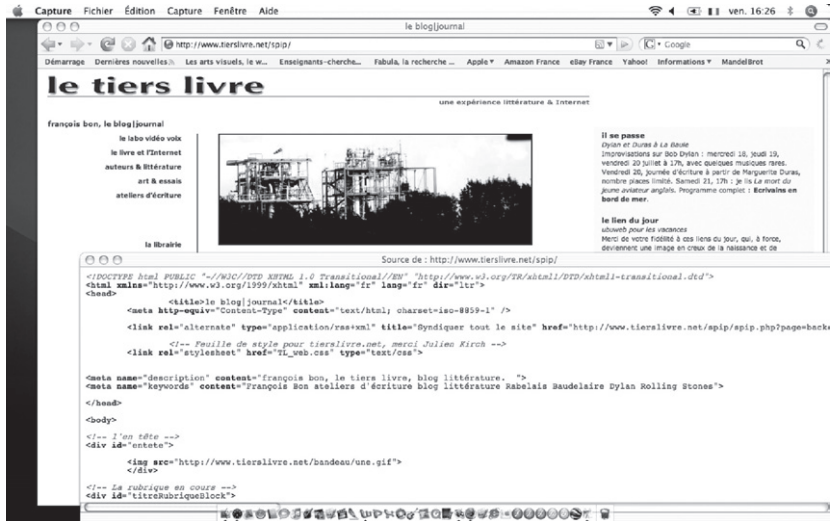 Capture Fichier Édition Capture Fenêtre Aide ven. 16:26
le blog|journal
http://www.tierslivre.net/spip/ Google
Démarrage Dernières nouvelles Les arts visuels, le w... Enseignants-cherche... Fabula, la recherche ... Apple Amazon France eBay France Yahoo! Informations MandelBrot
le tiers livre
une expérience littérature & Internet
françois bon, le blog|journal
le labo vidéo voix
le livre et l'Internet
auteurs & littérature
art & essais
ateliers d'écriture
la librairie
il se passe
Dylan et Duras à La Baule
Improvisations sur Bob Dylan : mercredi 18, jeudi 19,
vendredi 20 juillet à 17h, avec quelques musiques rares.
Vendredi 20, journée d'écriture à partir de Marguerite Duras,
nombre places limité. Samedi 21, 17h : je lis La mort du
jeune aviateur anglais. Programme complet : Ecrivains en
bord de mer.
le lien du jour
ubuweb pour les vacances
Merci de votre fidélité à ces liens du jour, qui, à force,
deviennent une image en creux de la naissance et de
Source de : http://www.tierslivre.net/spip/
<!DOCTYPE html PUBLIC "-//W3C//DTD XHTML 1.0 Transitional//EN" "http://www.w3.org/TR/xhtml1/DTD/xhtml1-transitional.dtd">
<html xmlns="http://www.w3.org/1999/xhtml" xml:lang="fr" lang="fr" dir="ltr">
<head>
<title>le blog|journal</title>
<meta http-equiv="Content-Type" content="text/html; charset=iso-8859-1" />
<link rel="alternate" type="application/rss+xml" title="Syndiquer tout le site" href="http://www.tierslivre.net/spip/spip.php?page=backe
<!-- Feuille de style pour tierslivre.net, merci Julien Kirch -->
<link rel="stylesheet" href="TL_web.css" type="text/css">
<meta name="description" content="françois bon, le tiers livre, blog littérature. ">
<meta name="keywords" content="François Bon ateliers d'écriture blog littérature Rabelais Baudelaire Dylan Rolling Stones">
</head>
<body>
<!-- l'en tête -->
<div id="entete">
<img src="http://www.tierslivre.net/bandeau/une.gif">
</div>
<!-- La rubrique en cours -->
<div id="titreRubriqueBlock">